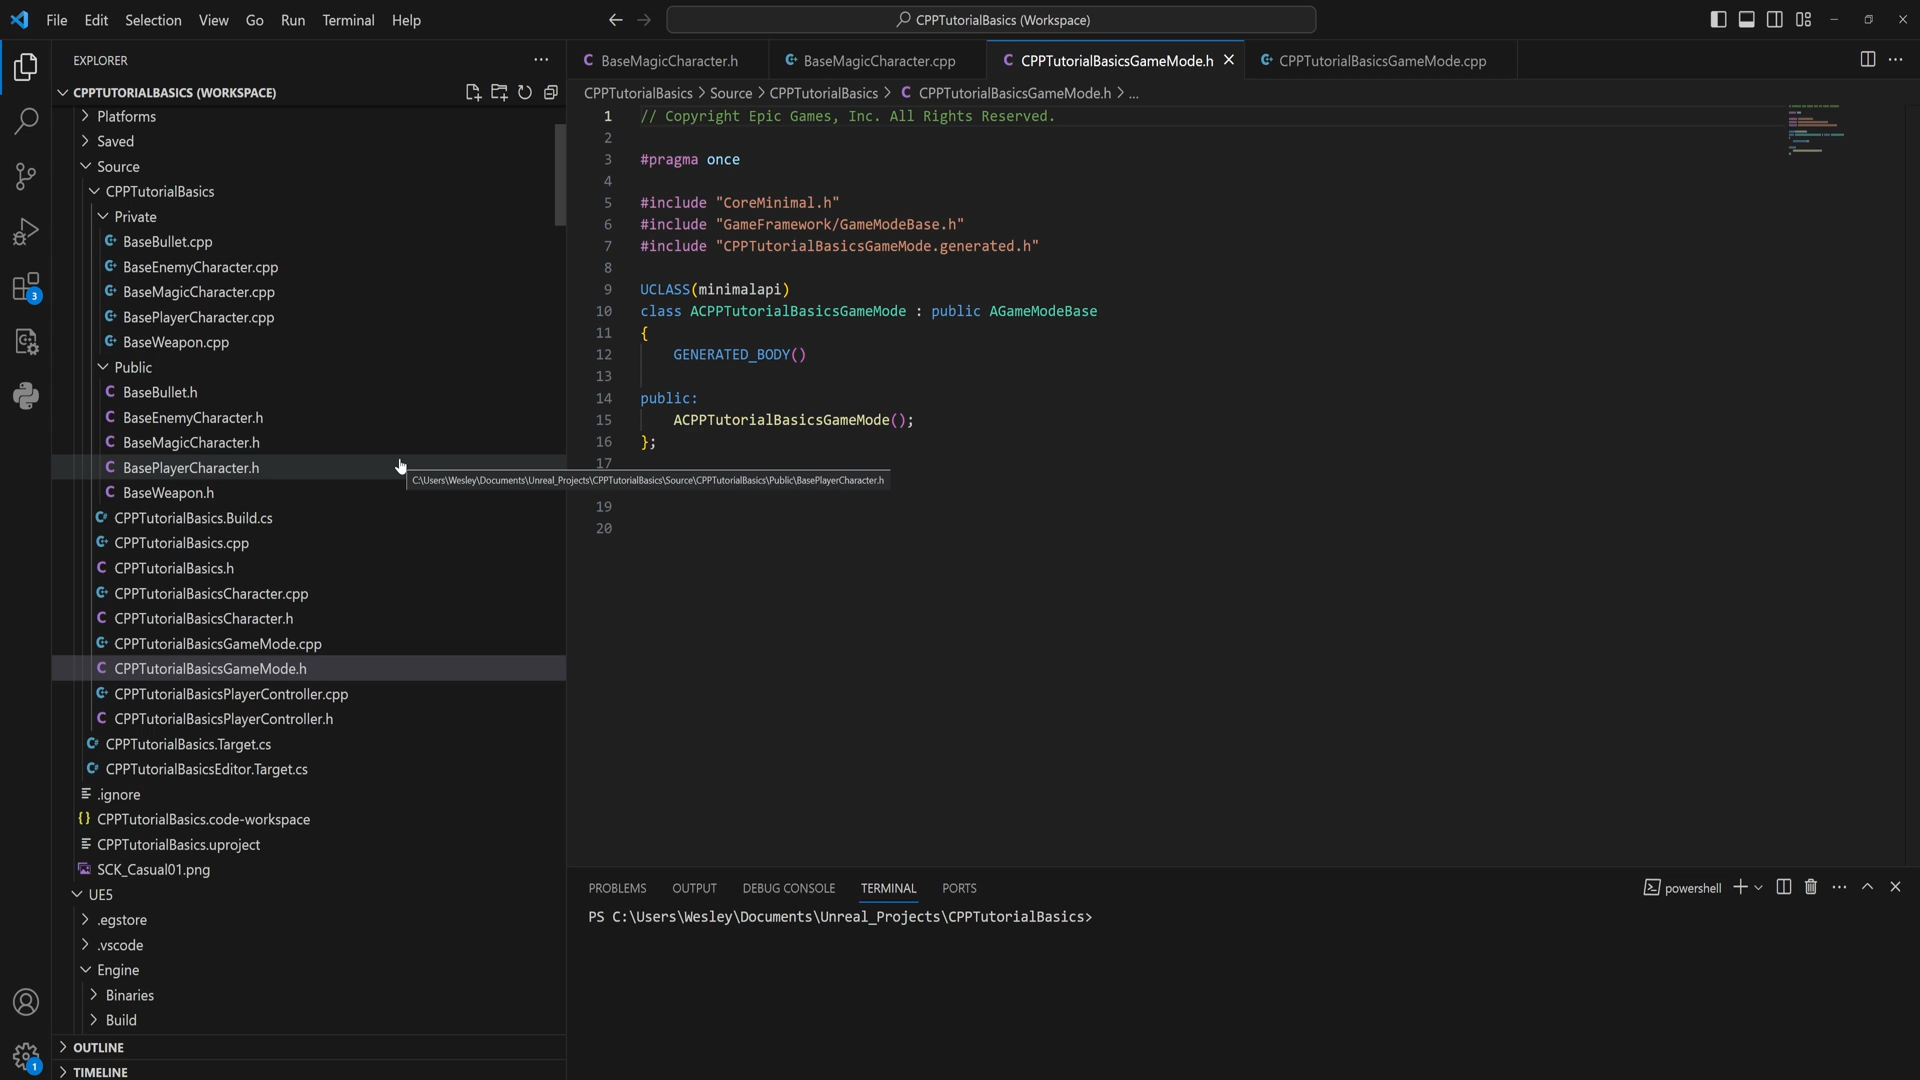 File Edit Selection View Go Run Terminal Help
CPPTutorialBasics (Workspace)
EXPLORER
CPPTUTORIALBASICS (WORKSPACE)
Platforms
Saved
Source
CPPTutorialBasics
Private
BaseBullet.cpp
BaseEnemyCharacter.cpp
BaseMagicCharacter.cpp
BasePlayerCharacter.cpp
BaseWeapon.cpp
Public
BaseBullet.h
BaseEnemyCharacter.h
BaseMagicCharacter.h
BasePlayerCharacter.h
BaseWeapon.h
CPPTutorialBasics.Build.cs
CPPTutorialBasics.cpp
CPPTutorialBasics.h
CPPTutorialBasicsCharacter.cpp
CPPTutorialBasicsCharacter.h
CPPTutorialBasicsGameMode.cpp
CPPTutorialBasicsGameMode.h
CPPTutorialBasicsPlayerController.cpp
CPPTutorialBasicsPlayerController.h
CPPTutorialBasics.Target.cs
CPPTutorialBasicsEditor.Target.cs
.ignore
CPPTutorialBasics.code-workspace
CPPTutorialBasics.uproject
SCK_Casual01.png
UE5
.egstore
.vscode
Engine
Binaries
Build
OUTLINE
TIMELINE
3
1
BaseMagicCharacter.h BaseMagicCharacter.cpp CPPTutorialBasicsGameMode.h CPPTutorialBasicsGameMode.cpp
CPPTutorialBasics > Source > CPPTutorialBasics > C CPPTutorialBasicsGameMode.h > ...
1 // Copyright Epic Games, Inc. All Rights Reserved.
2
3 #pragma once
4
5 #include "CoreMinimal.h"
6 #include "GameFramework/GameModeBase.h"
7 #include "CPPTutorialBasicsGameMode.generated.h"
8
9 UCLASS(minimalapi)
10 class ACPPTutorialBasicsGameMode : public AGameModeBase
11 {
12 GENERATED_BODY()
13
14 public:
15 ACPPTutorialBasicsGameMode();
16 };
17
C:\Users\Wesley\Documents\Unreal_Projects\CPPTutorialBasics\Source\CPPTutorialBasics\Public\BasePlayerCharacter.h
19
20
PROBLEMS OUTPUT DEBUG CONSOLE TERMINAL PORTS
powershell
PS C:\Users\Wesley\Documents\Unreal_Projects\CPPTutorialBasics>